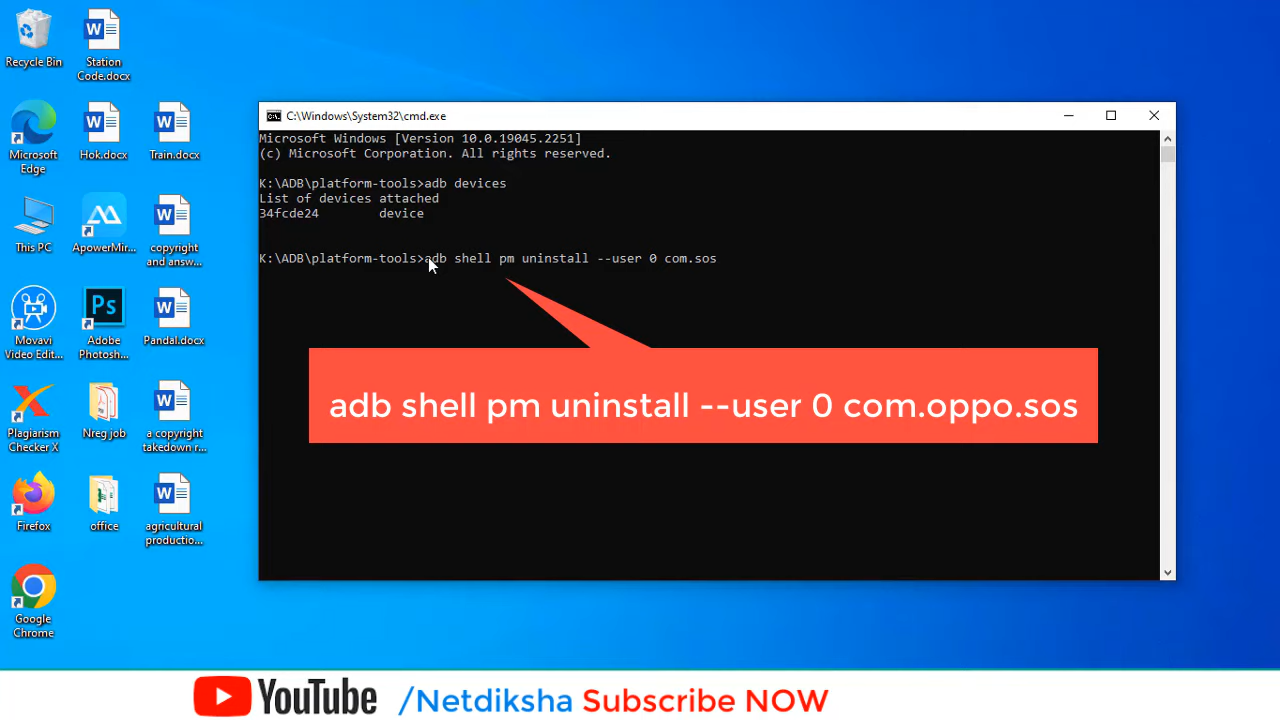 Recycle Bin
Station
Code.docx
Microsoft
Edge
Hok.docx
Train.docx
This PC
ApowerMir...
copyright
and answ...
Movavi
Video Edit...
Ps
Adobe
Photosh...
Pandal.docx
Plagiarism
Checker X
Nreg job
a copyright
takedown r...
Firefox
office
agricultural
productio...
Google
Chrome
C:\Windows\System32\cmd.exe
Microsoft Windows [Version 10.0.19045.2251]
(c) Microsoft Corporation. All rights reserved.
K:\ADB\platform-tools>adb devices
List of devices attached
34fcde24        device
K:\ADB\platform-tools>adb shell pm uninstall --user 0 com.sos
adb shell pm uninstall --user 0 com.oppo.sos
YouTube /Netdiksha Subscribe NOW